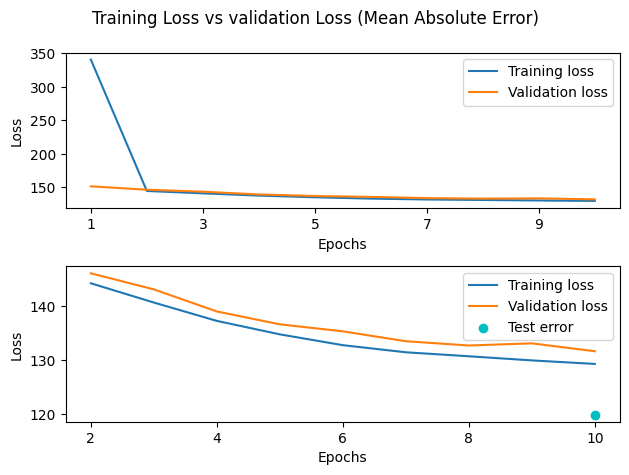 Training Loss vs validation Loss (Mean Absolute Error)
350
300
250
200
150
Loss
Training loss
Validation loss
1 3 5 7 9
Epochs
140
130
120
Loss
Training loss
Validation loss
Test error
2 4 6 8 10
Epochs